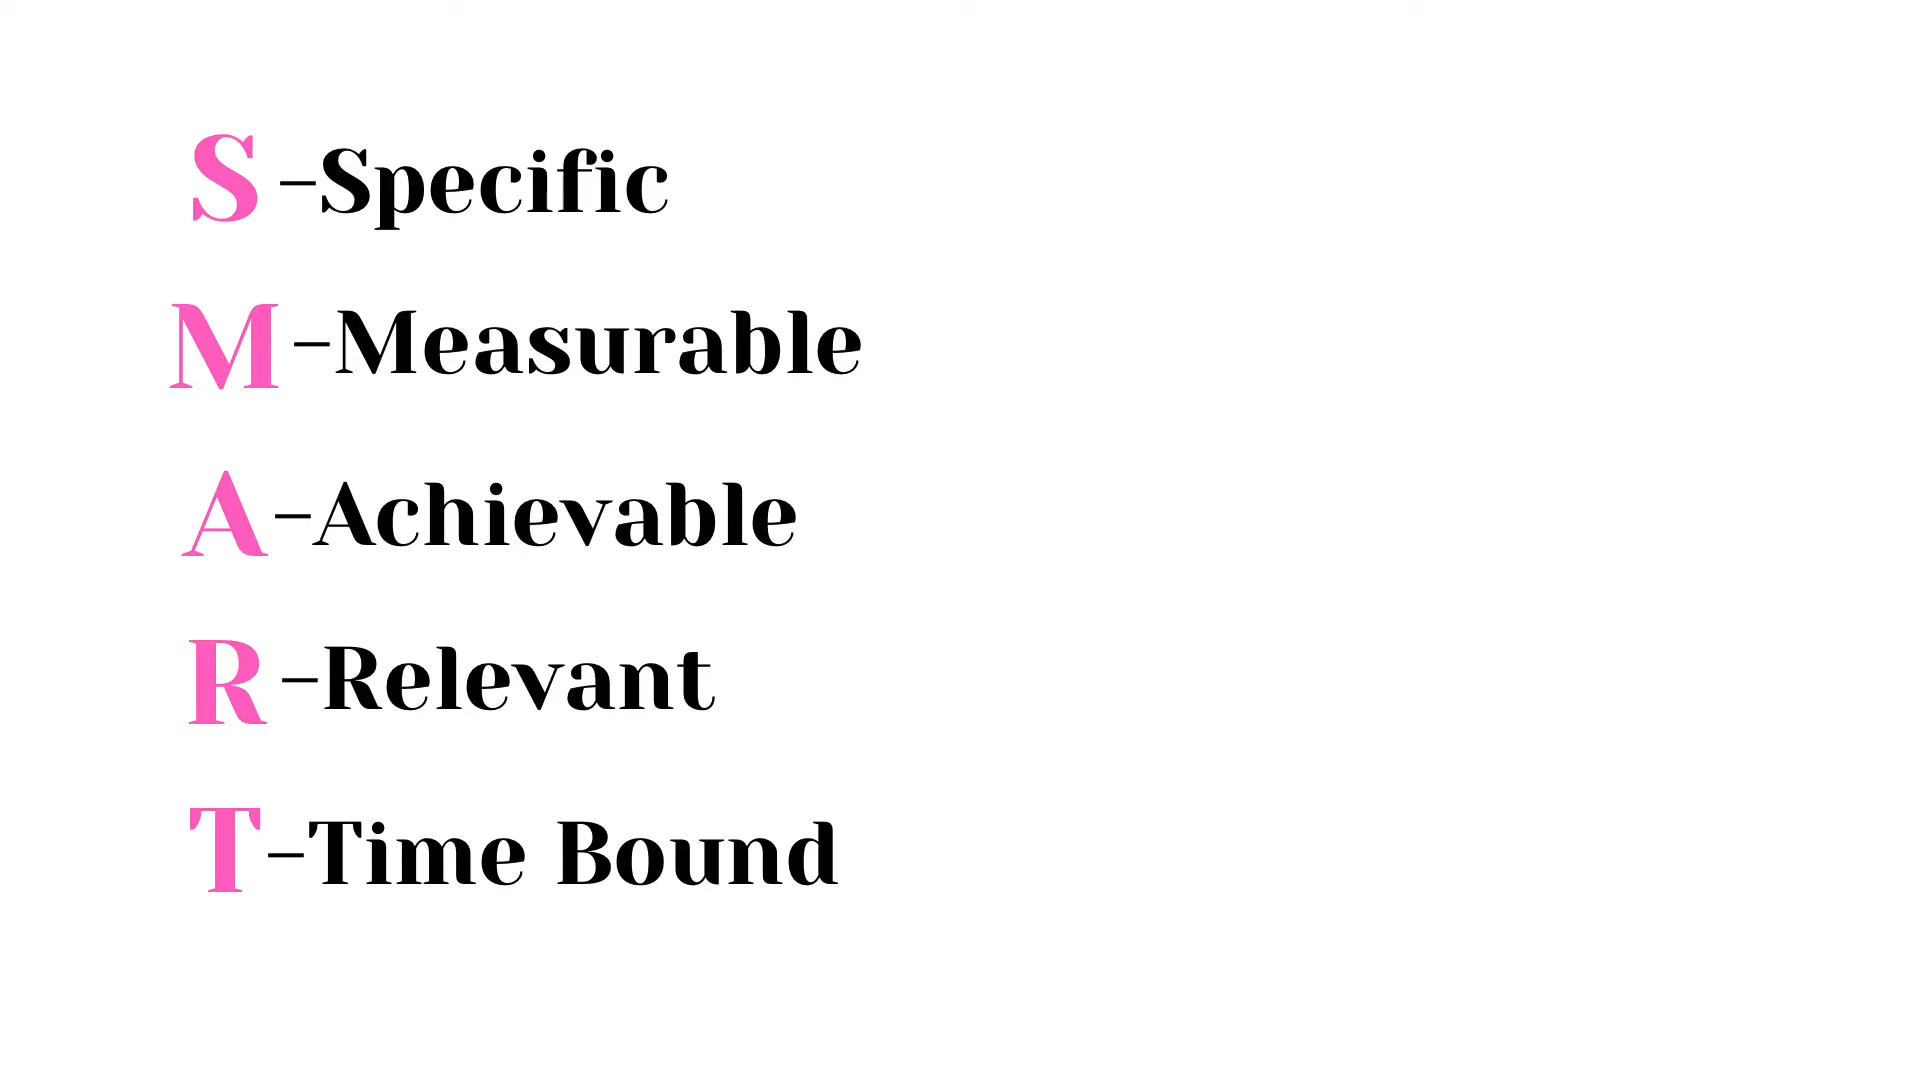 S -Specific
M -Measurable
A -Achievable
R -Relevant
T -Time Bound